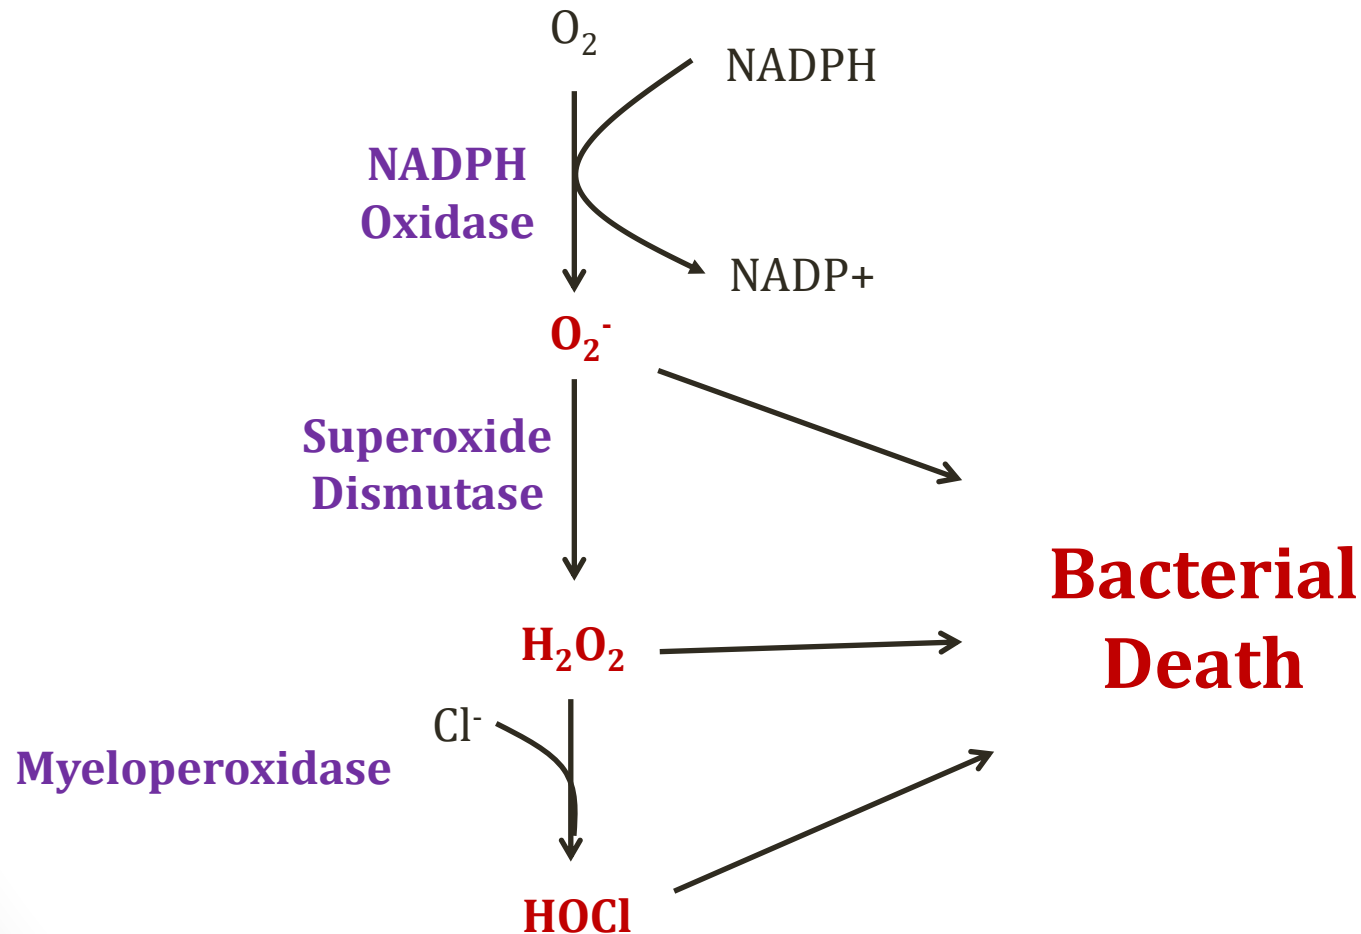 O₂
NADPH
NADPH
Oxidase
NADP+
O₂⁻
Superoxide
Dismutase
Bacterial
Death
H₂O₂
Cl⁻
Myeloperoxidase
HOCl